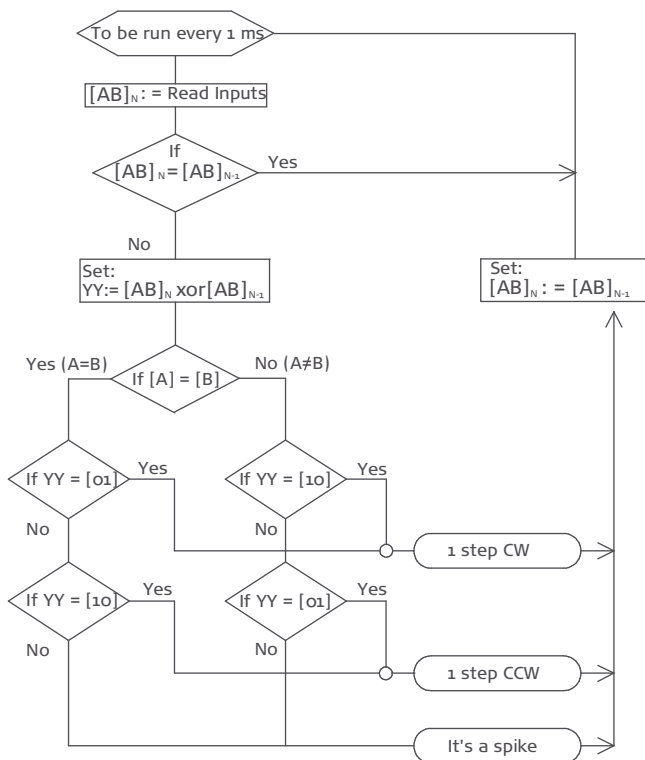 To be run every 1 ms
[AB]N : = Read Inputs
If
[AB]N = [AB]N-1
Yes
No
Set:
YY:= [AB]N xor[AB]N-1
Set:
[AB]N : = [AB]N-1
Yes (A=B)
If [A] = [B]
No (A≠B)
If YY = [01]
Yes
If YY = [10]
Yes
No
No
1 step CW
If YY = [10]
Yes
If YY = [01]
Yes
No
No
1 step CCW
It's a spike